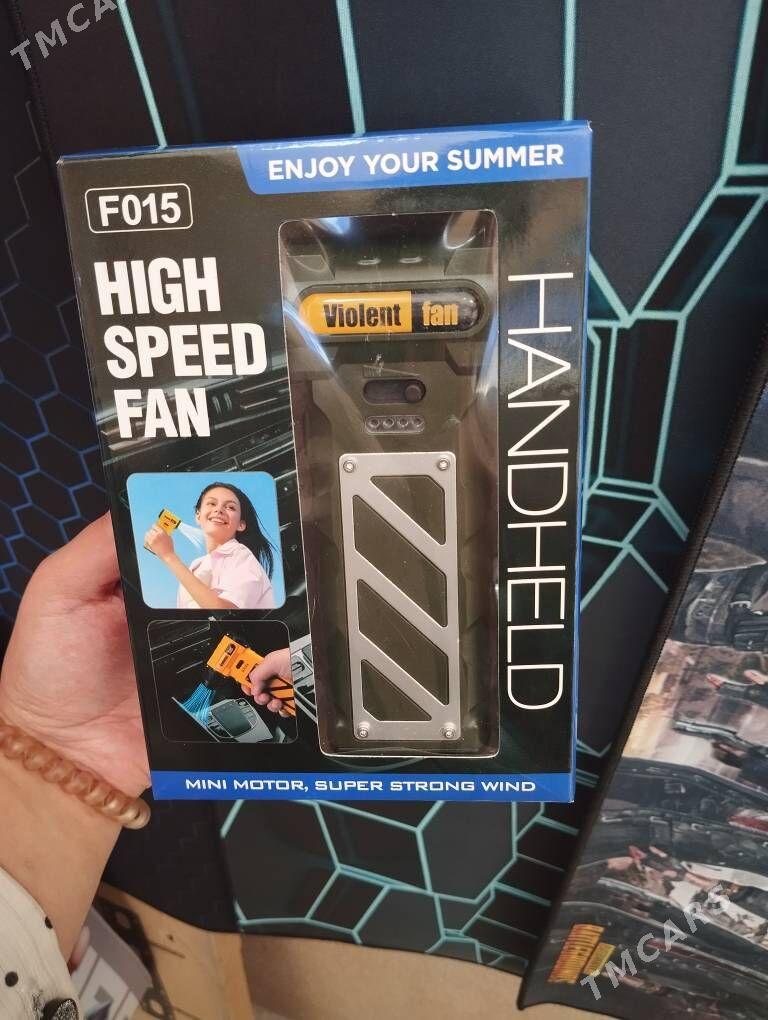 TMCARS
ENJOY YOUR SUMMER
F015
HIGH
SPEED
FAN
Violent fan
HANDHELD
MINI MOTOR, SUPER STRONG WIND
TMCARS